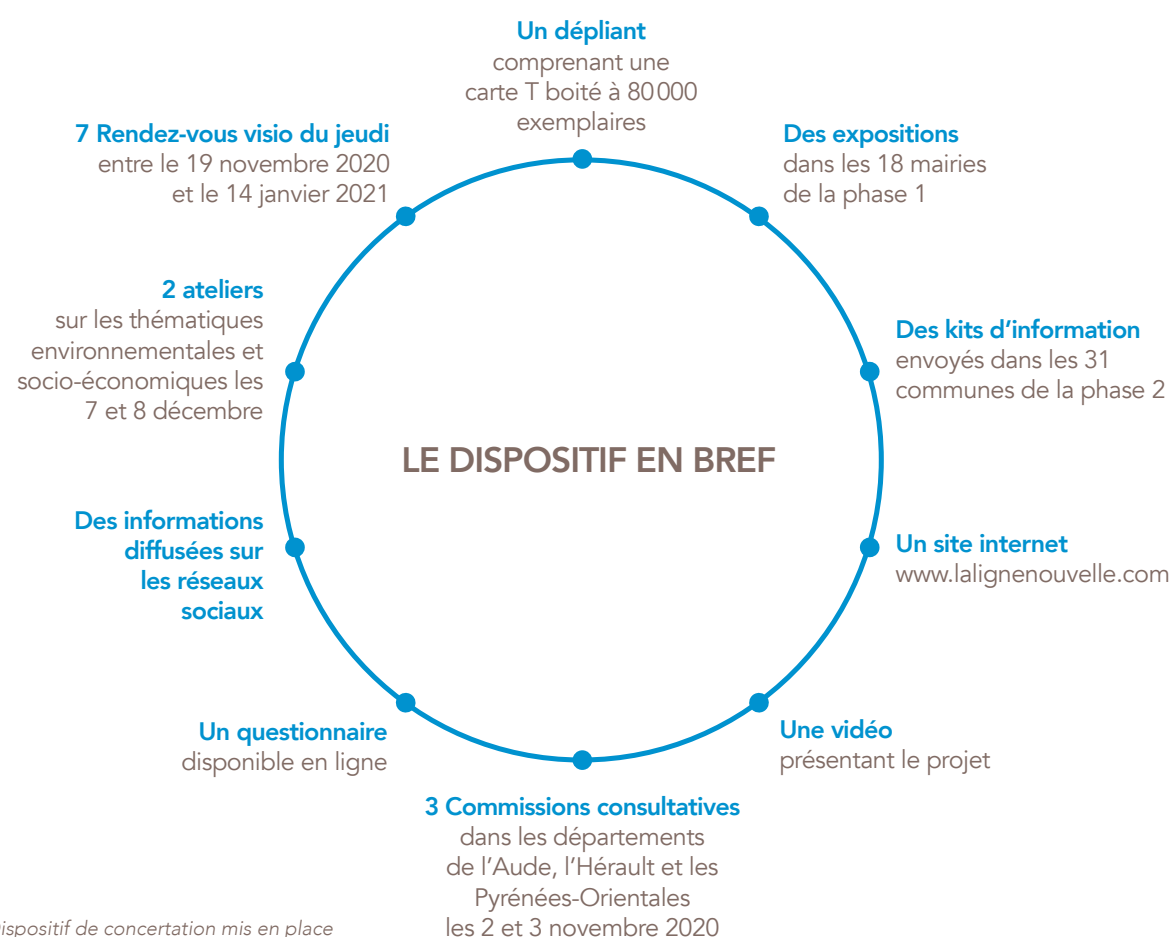 Un dépliant
comprenant une
carte T boité à 80 000
exemplaires
Des expositions
dans les 18 mairies
de la phase 1
Des kits d'information
envoyés dans les 31
communes de la phase 2
Un site internet
www.lalignenouvelle.com
Une vidéo
présentant le projet
3 Commissions consultatives
dans les départements
de l'Aude, l'Hérault et les
Pyrénées-Orientales
les 2 et 3 novembre 2020
Un questionnaire
disponible en ligne
Des informations
diffusées sur
les réseaux
sociaux
2 ateliers
sur les thématiques
environnementales et
socio-économiques les
7 et 8 décembre
7 Rendez-vous visio du jeudi
entre le 19 novembre 2020
et le 14 janvier 2021
LE DISPOSITIF EN BREF
ispositif de concertation mis en place